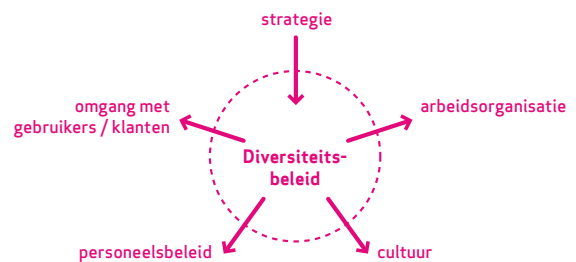 strategie
omgang met
gebruikers / klanten
arbeidsorganisatie
Diversiteits-
beleid
personeelsbeleid
cultuur